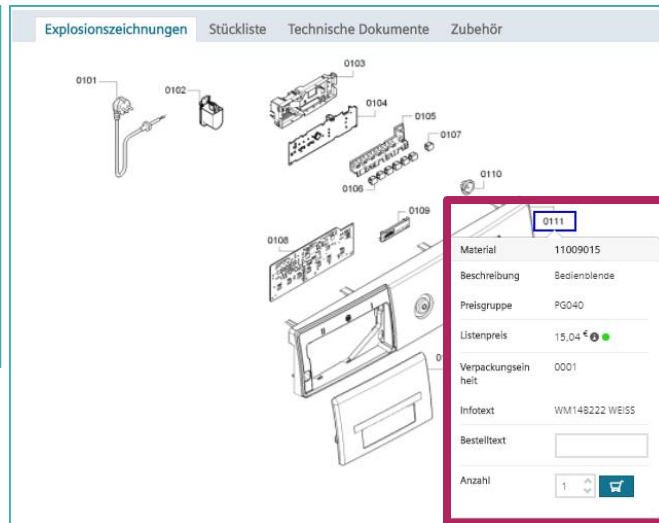 Explosionszeichnungen Stückliste Technische Dokumente Zubehör
0101
0102
0103
0104
0105
0107
0106
0110
0109
0108
0111
Material 11009015
Beschreibung Bedienblende
Preisgruppe PG040
Listenpreis 15,04 €
Verpackungsein
heit 0001
Infotext WM14B222 WEISS
Bestelltext
Anzahl 1